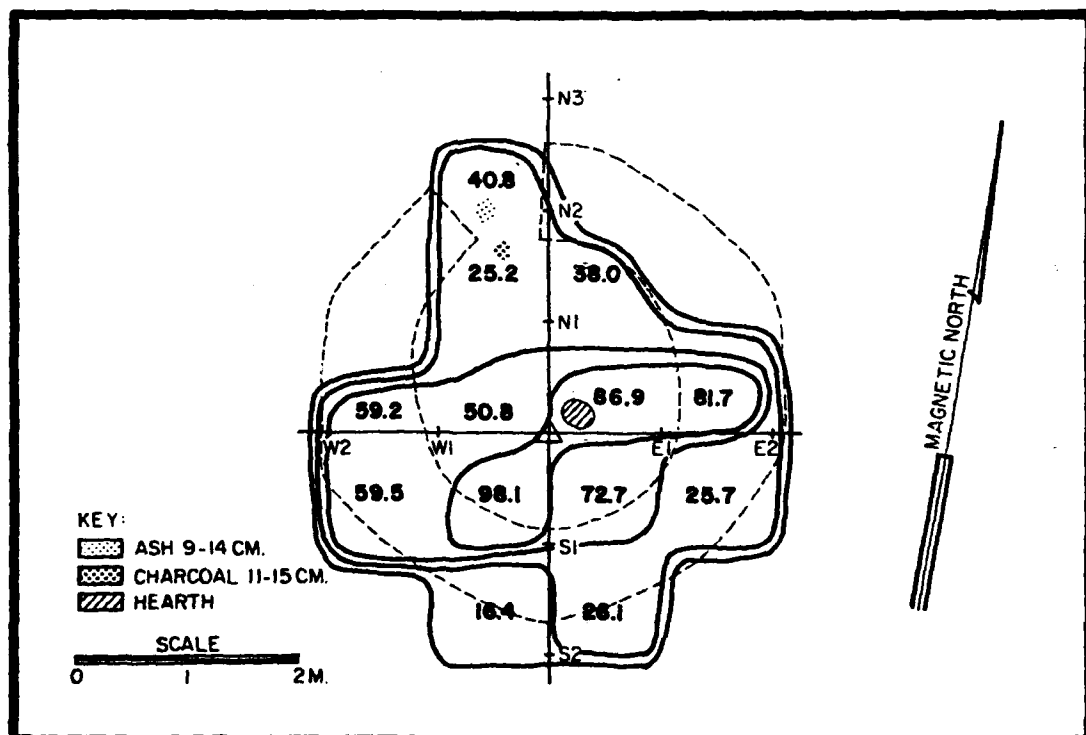 N3
40.8
N2
25.2
38.0
N1
59.2
50.8
86.9
81.7
W2
W1
E1
E2
59.5
98.1
72.7
25.7
S1
16.4
26.1
S2
MAGNETIC NORTH
KEY:
ASH 9-14 CM.
CHARCOAL 11-15 CM.
HEARTH
SCALE
0 1 2 M.